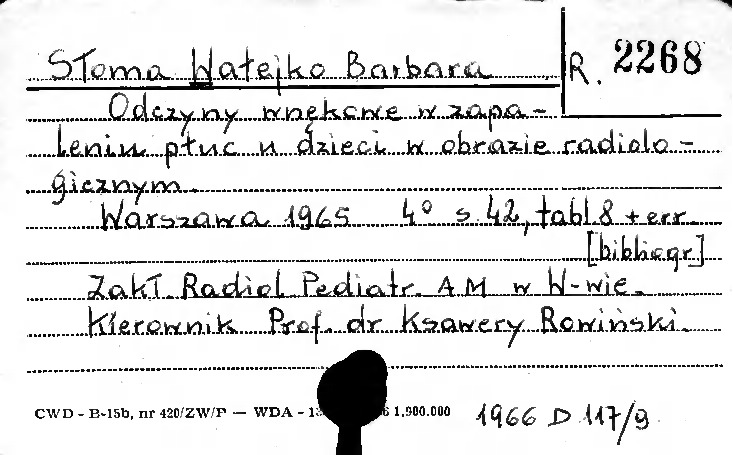 Słoma Watejko Barbara R. 2268
Odczyny wnękowe w zapa-
leniu płuc u dzieci w obrazie radiolo-
gicznym.
Warszawa 1965 4° s. 42, tabl. 8 + err.
[bibliogr.]
Zakł. Radiol. Pediatr. A M w W-wie.
Kierownik Prof. dr Ksawery Rowiński.
CWD - B-15b, nr 420/ZW/P — WDA - 1.900.000
1966 D 117/9